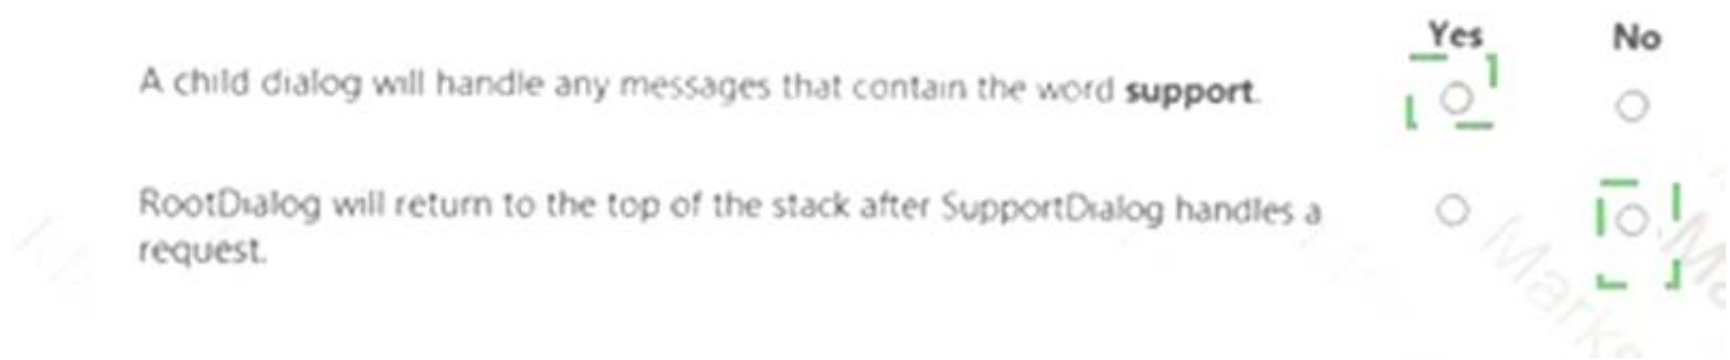 Yes No
A child dialog will handle any messages that contain the word support.
RootDialog will return to the top of the stack after SupportDialog handles a
request.